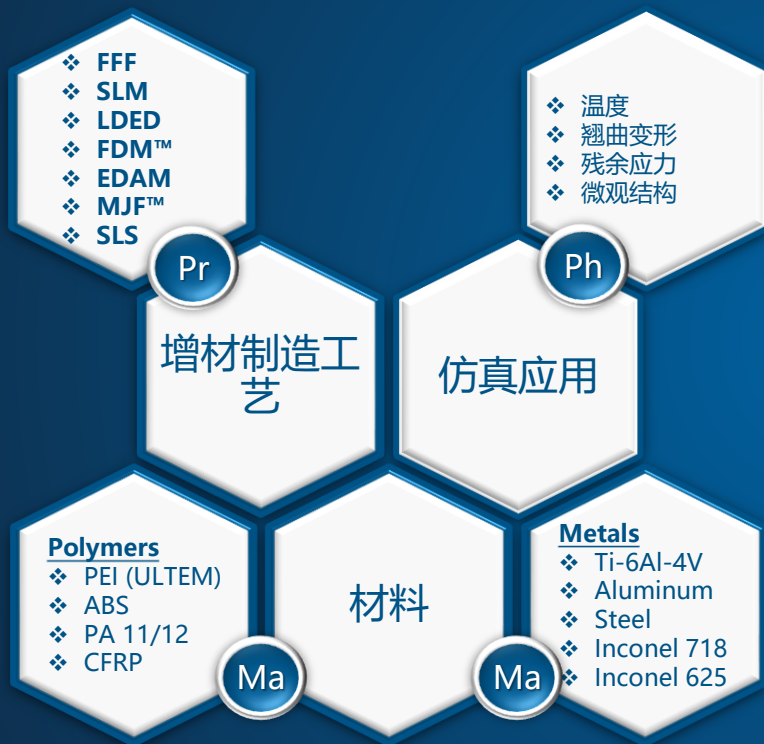 ❖ FFF
❖ SLM
❖ LDED
❖ FDM™
❖ EDAM
❖ MJF™
❖ SLS
Pr
❖ 温度
❖ 翘曲变形
❖ 残余应力
❖ 微观结构
Ph
增材制造工
艺
仿真应用
Polymers
❖ PEI (ULTEM)
❖ ABS
❖ PA 11/12
❖ CFRP
Ma
材料
Metals
❖ Ti-6Al-4V
❖ Aluminum
❖ Steel
❖ Inconel 718
❖ Inconel 625
Ma